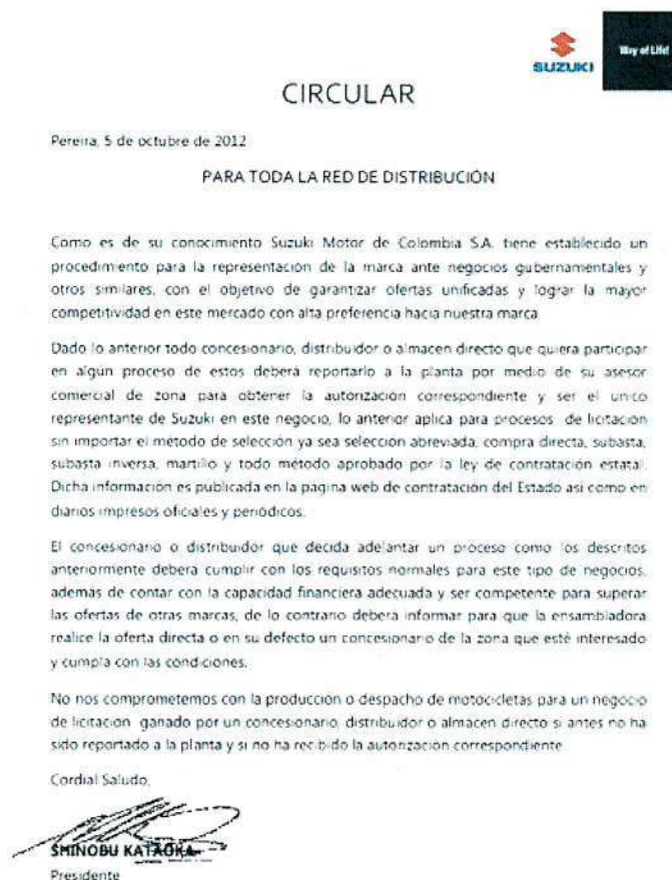 SUZUKI
Way of Life!
CIRCULAR
Pereira, 5 de octubre de 2012
PARA TODA LA RED DE DISTRIBUCIÓN
Como es de su conocimiento Suzuki Motor de Colombia S.A. tiene establecido un
procedimiento para la representación de la marca ante negocios gubernamentales y
otros similares, con el objetivo de garantizar ofertas unificadas y lograr la mayor
competitividad en este mercado con alta preferencia hacia nuestra marca
Dado lo anterior todo concesionario, distribuidor o almacen directo que quiera participar
en algún proceso de estos deberá reportarlo a la planta por medio de su asesor
comercial de zona para obtener la autorización correspondiente y ser el unico
representante de Suzuki en este negocio, lo anterior aplica para procesos de licitación
sin importar el método de selección ya sea selección abreviada, compra directa, subasta,
subasta inversa, martillo y todo método aprobado por la ley de contratación estatal.
Dicha información es publicada en la pagina web de contratación del Estado asi como en
diarios impresos oficiales y periódicos.
El concesionario o distribuidor que decida adelantar un proceso como los descritos
anteriormente debera cumplir con los requisitos normales para este tipo de negocios,
además de contar con la capacidad financiera adecuada y ser competente para superar
las ofertas de otras marcas, de lo contrario deberá informar para que la ensambladora
realice la oferta directa o en su defecto un concesionario de la zona que esté interesado
y cumpla con las condiciones.
No nos comprometemos con la producción o despacho de motocicletas para un negocio
de licitación ganado por un concesionario, distribuidor o almacen directo si antes no ha
sido reportado a la planta y si no ha recibido la autorización correspondiente
Cordial Saludo,
SHINOBU KATAOKA
Presidente